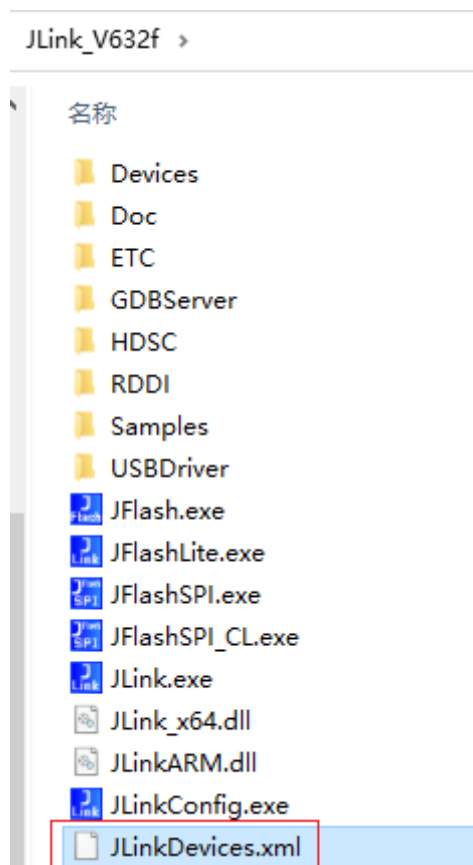 JLink_V632f >
名称
Devices
Doc
ETC
GDBServer
HDSC
RDDI
Samples
USBDriver
JFlash.exe
JFlashLite.exe
JFlashSPI.exe
JFlashSPI_CL.exe
JLink.exe
JLink_x64.dll
JLinkARM.dll
JLinkConfig.exe
JLinkDevices.xml